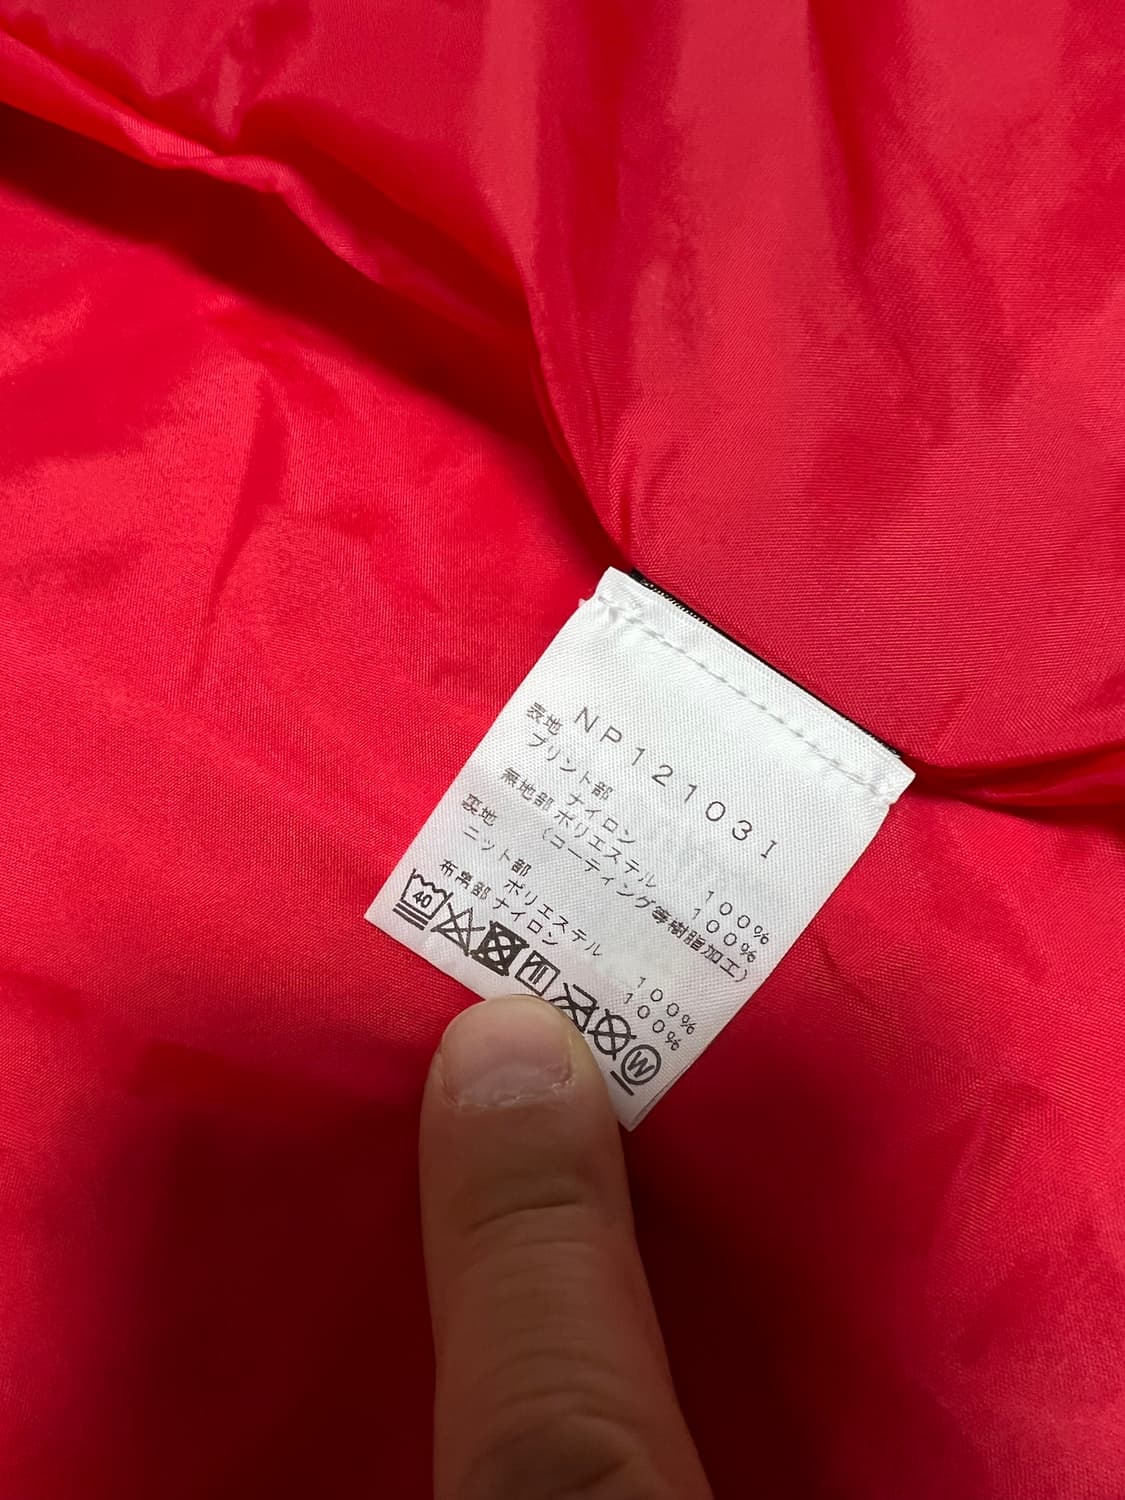 NP12103I
表地
プリント部 ナイロン 100%
無地部 ポリエステル 100%
(コーティング等樹脂加工)
裏地
ニット部 ポリエステル 100%
布帛部 ナイロン 100%
40
W